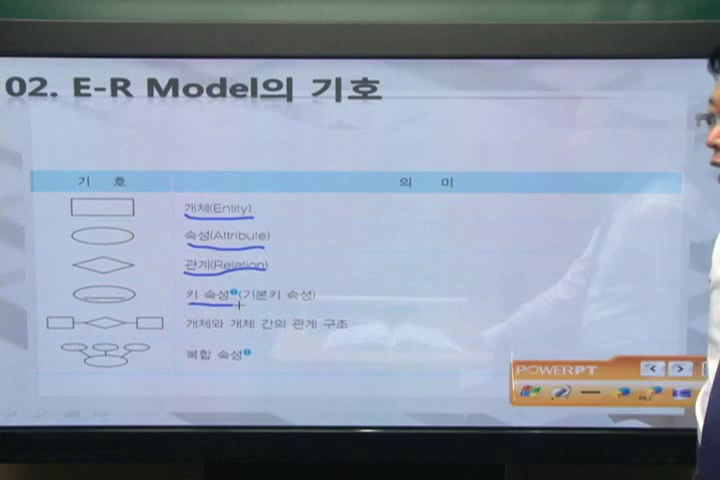 02. E-R Model의 기호
기 호 의 미
개체(Entity)
속성(Attribute)
관계(Relation)
키 속성 (기본키 속성)
개체와 개체 간의 관계 구조
복합 속성
POWERPT